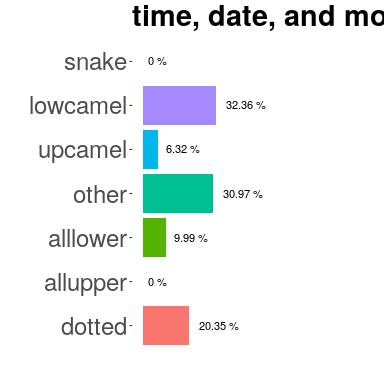 time, date, and mo
snake 0 %
lowcamel 32.36 %
upcamel 6.32 %
other 30.97 %
alllower 9.99 %
allupper 0 %
dotted 20.35 %